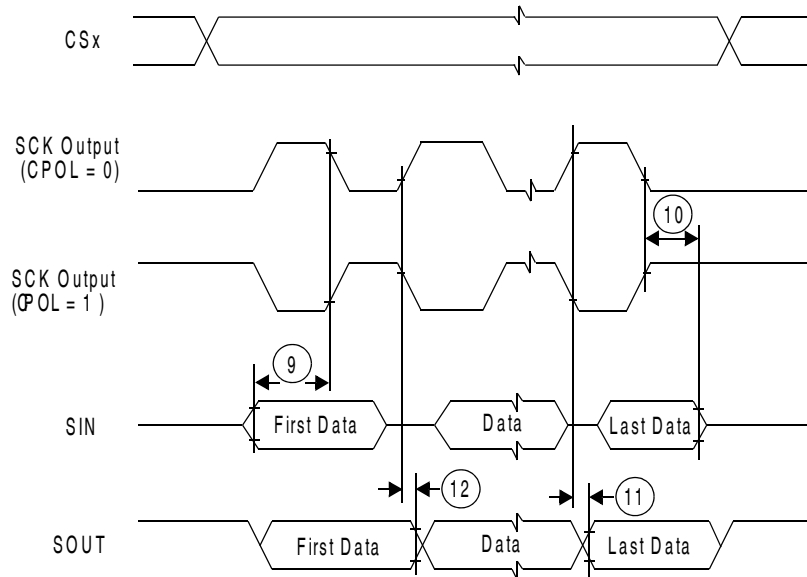 CSx
SCK Output
(CPOL = 0)
10
SCK Output
(CPOL = 1 )
9
SIN
First Data
Data
Last Data
12
11
SOUT
First Data
Data
Last Data